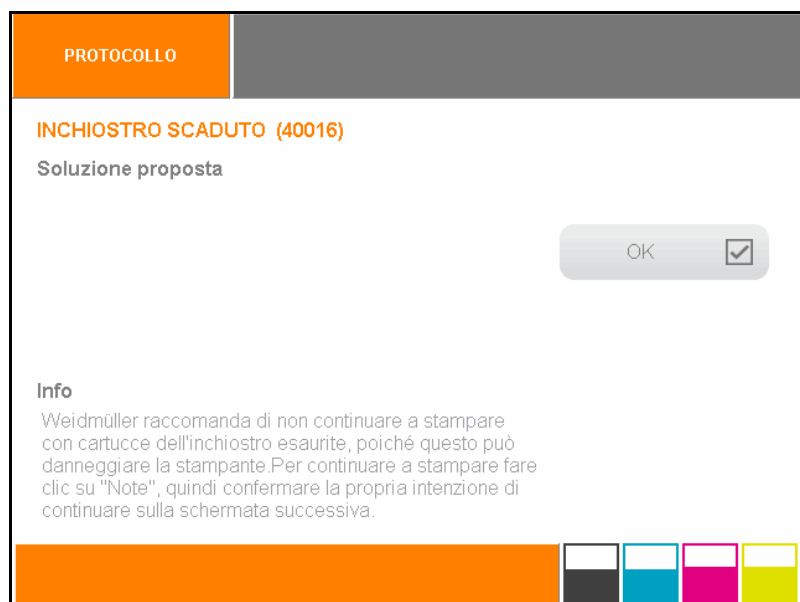 PROTOCOLLO
INCHIOSTRO SCADUTO (40016)
Soluzione proposta
OK
Info
Weidmüller raccomanda di non continuare a stampare
con cartucce dell'inchiostro esaurite, poiché questo può
danneggiare la stampante.Per continuare a stampare fare
clic su "Note", quindi confermare la propria intenzione di
continuare sulla schermata successiva.